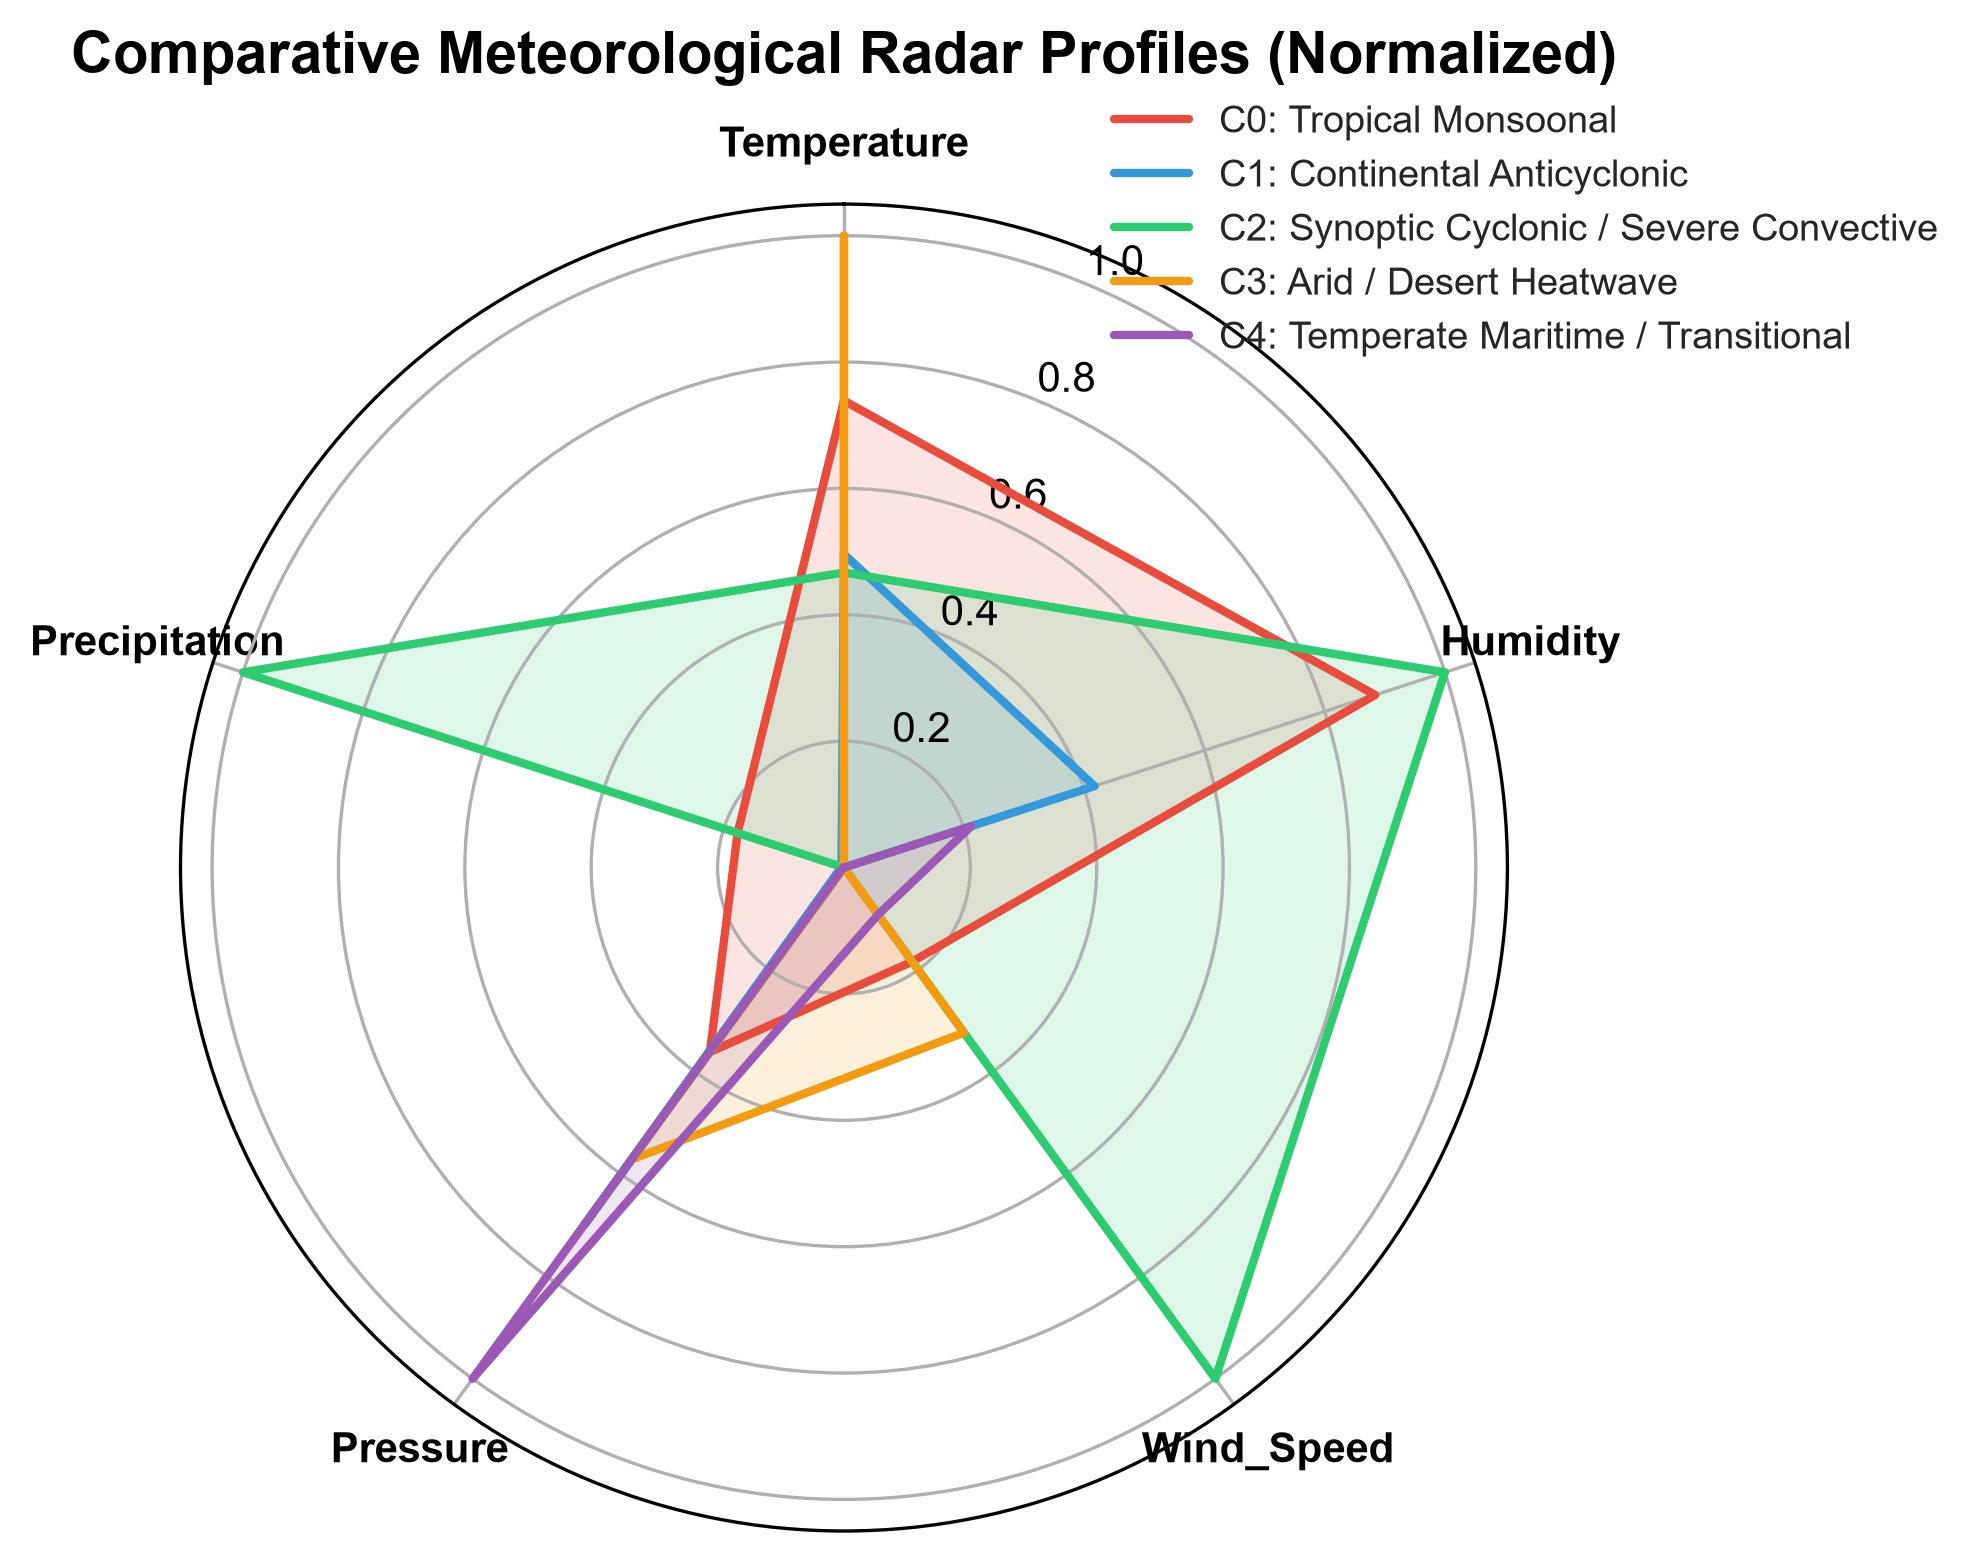 Comparative Meteorological Radar Profiles (Normalized)
C0: Tropical Monsoonal
C1: Continental Anticyclonic
C2: Synoptic Cyclonic / Severe Convective
C3: Arid / Desert Heatwave
C4: Temperate Maritime / Transitional
Temperature
1.0
0.8
0.6
0.4
0.2
Precipitation
Humidity
Pressure
Wind_Speed